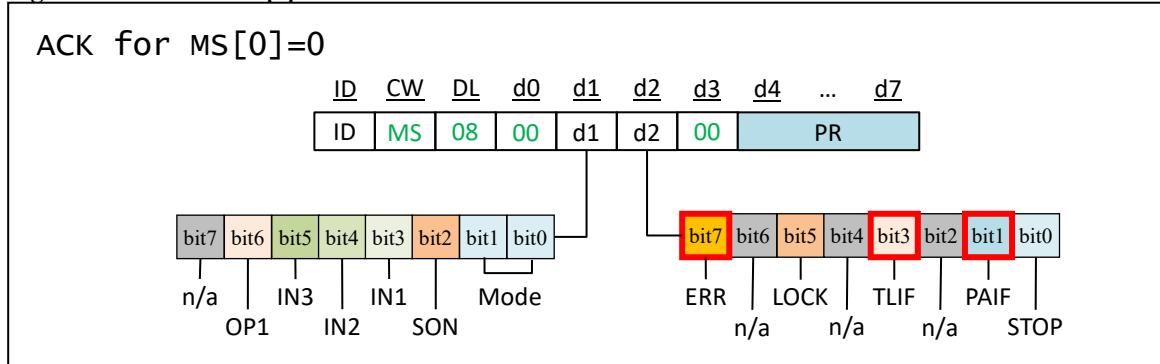 ACK for MS[0]=0
ID CW DL d0 d1 d2 d3 d4 ... d7
ID MS 08 00 d1 d2 00 PR
bit7 bit6 bit5 bit4 bit3 bit2 bit1 bit0
n/a IN3 IN1 Mode
OP1 IN2 SON
bit7 bit6 bit5 bit4 bit3 bit2 bit1 bit0
ERR LOCK TLIF PAIF
n/a n/a n/a STOP